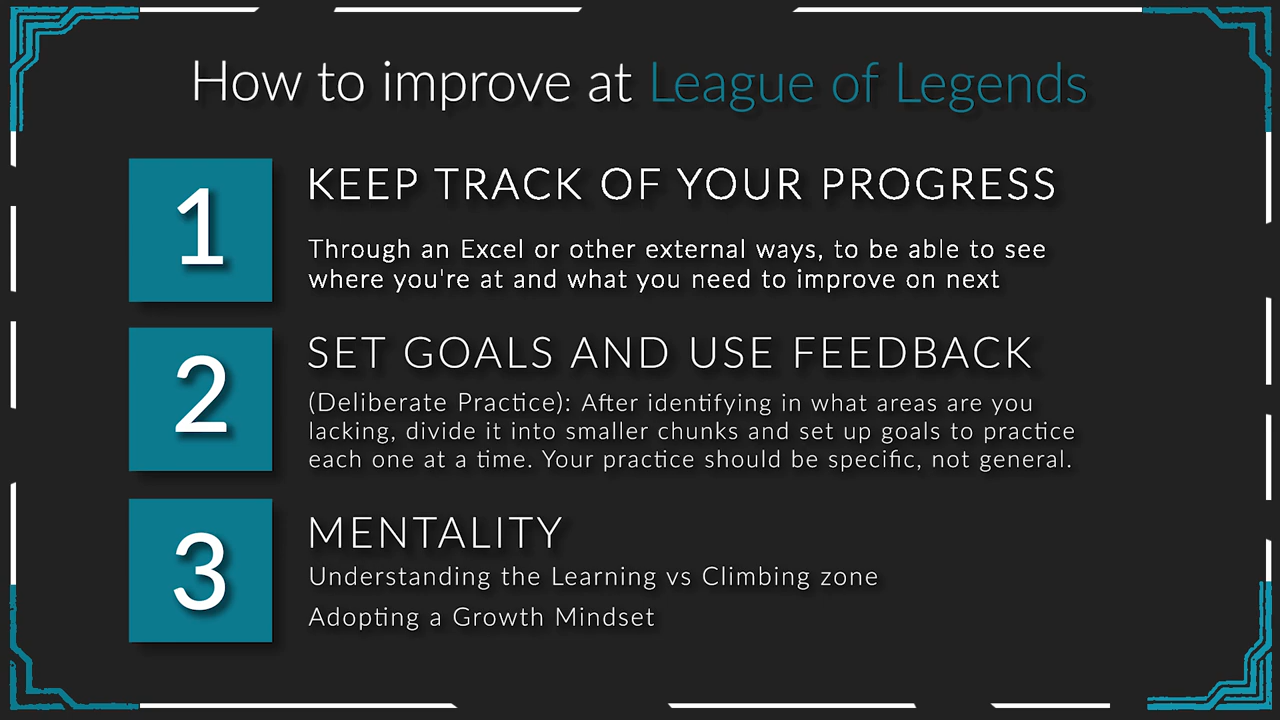 How to improve at League of Legends
1
KEEP TRACK OF YOUR PROGRESS
Through an Excel or other external ways, to be able to see
where you're at and what you need to improve on next
2
SET GOALS AND USE FEEDBACK
(Deliberate Practice): After identifying in what areas are you
lacking, divide it into smaller chunks and set up goals to practice
each one at a time. Your practice should be specific, not general.
3
MENTALITY
Understanding the Learning vs Climbing zone
Adopting a Growth Mindset